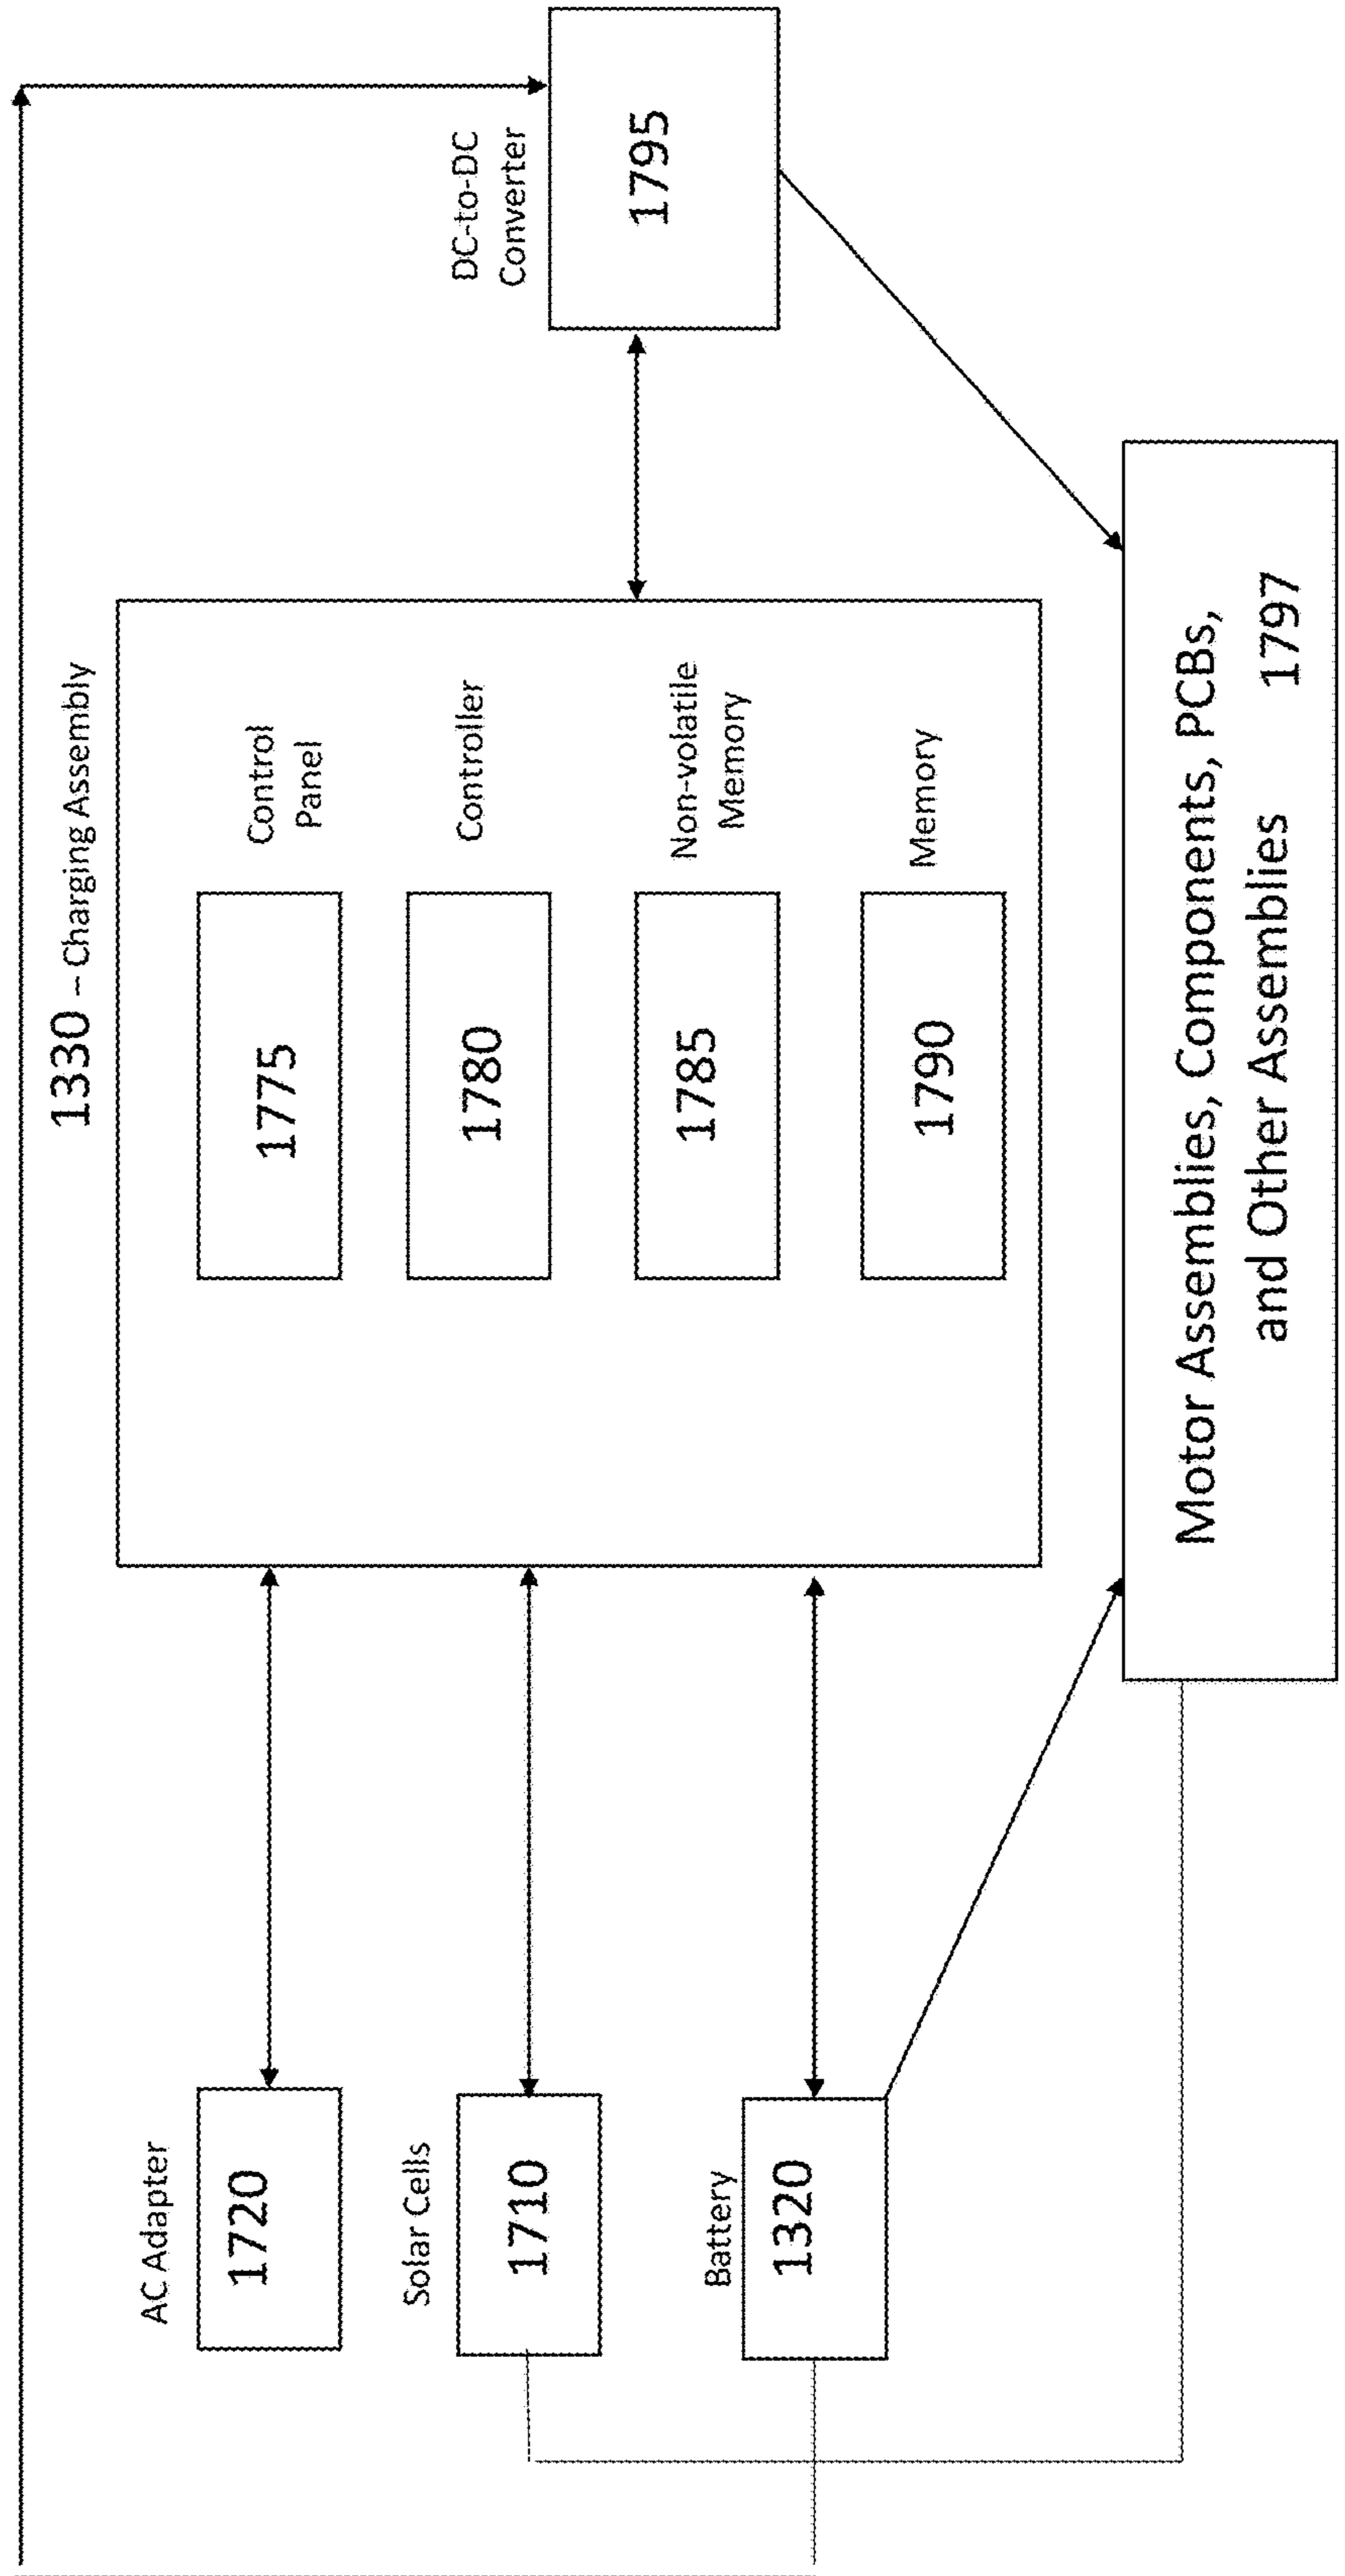 1330 – Charging Assembly
AC Adapter
1720
Solar Cells
1710
Battery
1320
1775
Control
Panel
1780
Controller
1785
Non-volatile
Memory
1790
Memory
DC-to-DC
Converter
1795
Motor Assemblies, Components, PCBs,
and Other Assemblies 1797